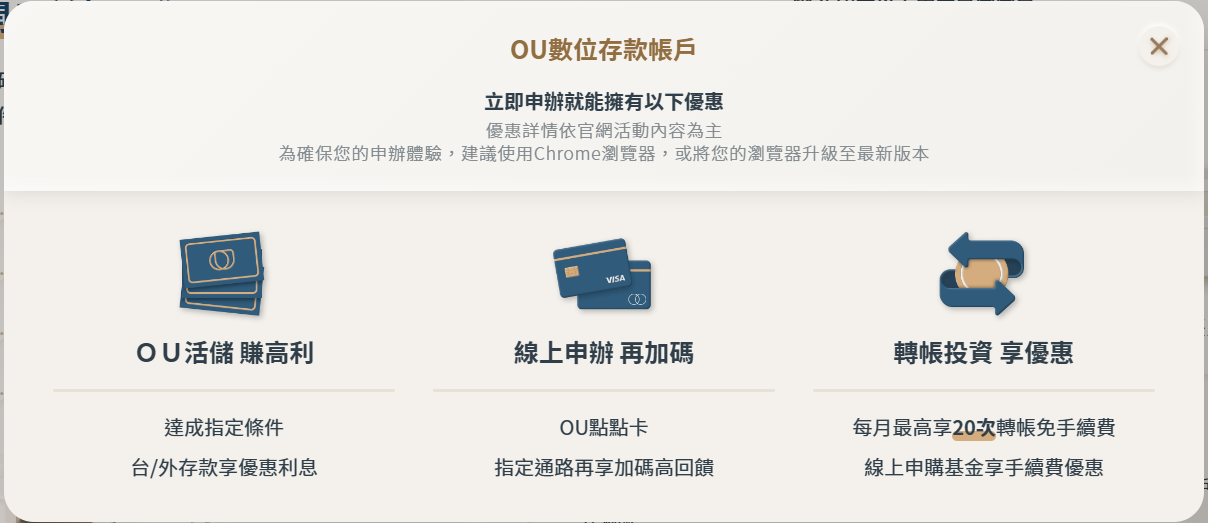 OU數位存款帳戶
立即申辦就能擁有以下優惠
優惠詳情依官網活動內容為主
為確保您的申辦體驗，建議使用Chrome瀏覽器，或將您的瀏覽器升級至最新版本
VISA
ＯＵ活儲 賺高利
達成指定條件
台/外存款享優惠利息
線上申辦 再加碼
OU點點卡
指定通路再享加碼高回饋
轉帳投資 享優惠
每月最高享20次轉帳免手續費
線上申購基金享手續費優惠